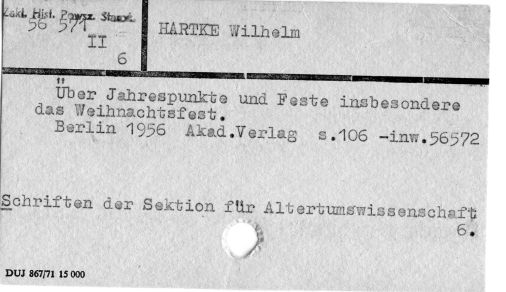 Zakł. Hist. Powsz. Staroż.
56 571
II
6
HARTKE Wilhelm
Über Jahrespunkte und Feste insbesondere
das Weihnachtsfest.
Berlin 1956 Akad.Verlag s.106 -inw.56572
Schriften der Sektion für Altertumswissenschaft
6.
DUJ 867/71 15 000